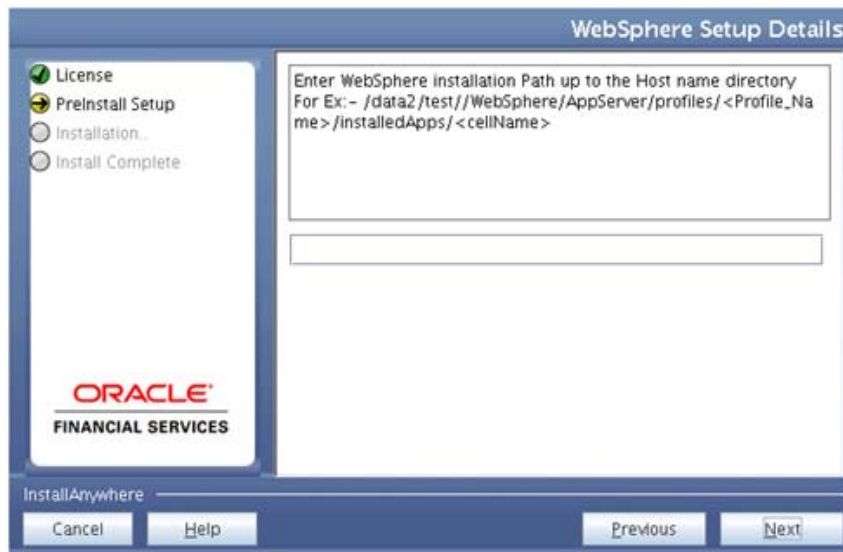 WebSphere Setup Details
License
PreInstall Setup
Installation..
Install Complete
Enter WebSphere installation Path up to the Host name directory
For Ex:- /data2/test//WebSphere/AppServer/profiles/<Profile_Na
me>/installedApps/<cellName>
ORACLE
FINANCIAL SERVICES
InstallAnywhere
Cancel
Help
Previous
Next